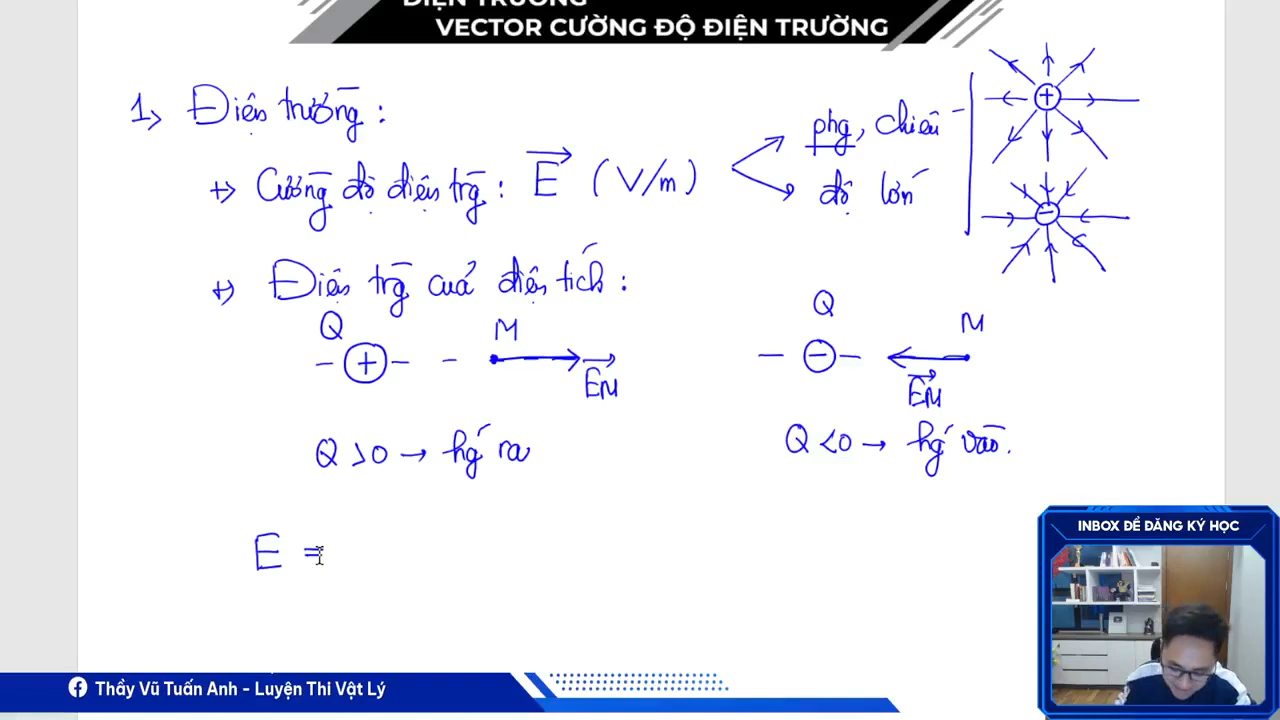 ĐIỆN TRƯỜNG
VECTOR CƯỜNG ĐỘ ĐIỆN TRƯỜNG
1, Điện trường :
+, Cường độ điện trg : E (V/m)
phg, chiều
độ lớn
+
−
+, Điện trg của điện tích :
Q
+
M
EM
Q
−
M
EM
Q > 0 → hg ra
Q < 0 → hg vào.
E =
INBOX ĐỂ ĐĂNG KÝ HỌC
Thầy Vũ Tuấn Anh - Luyện Thi Vật Lý